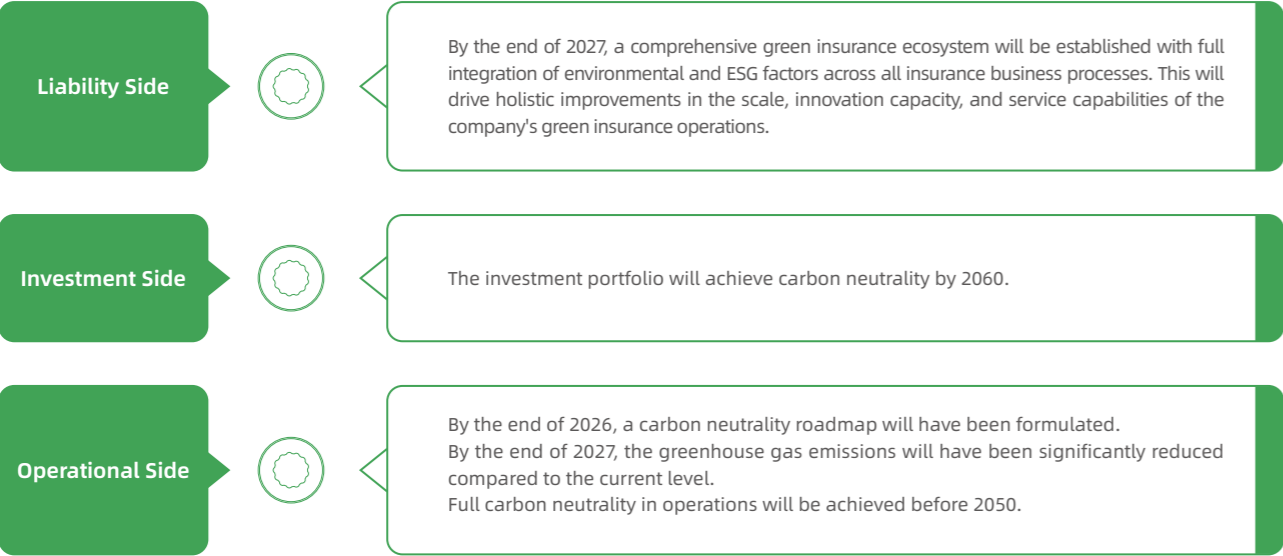 Liability Side
By the end of 2027, a comprehensive green insurance ecosystem will be established with full
integration of environmental and ESG factors across all insurance business processes. This will
drive holistic improvements in the scale, innovation capacity, and service capabilities of the
company's green insurance operations.
Investment Side
The investment portfolio will achieve carbon neutrality by 2060.
Operational Side
By the end of 2026, a carbon neutrality roadmap will have been formulated.
By the end of 2027, the greenhouse gas emissions will have been significantly reduced
compared to the current level.
Full carbon neutrality in operations will be achieved before 2050.